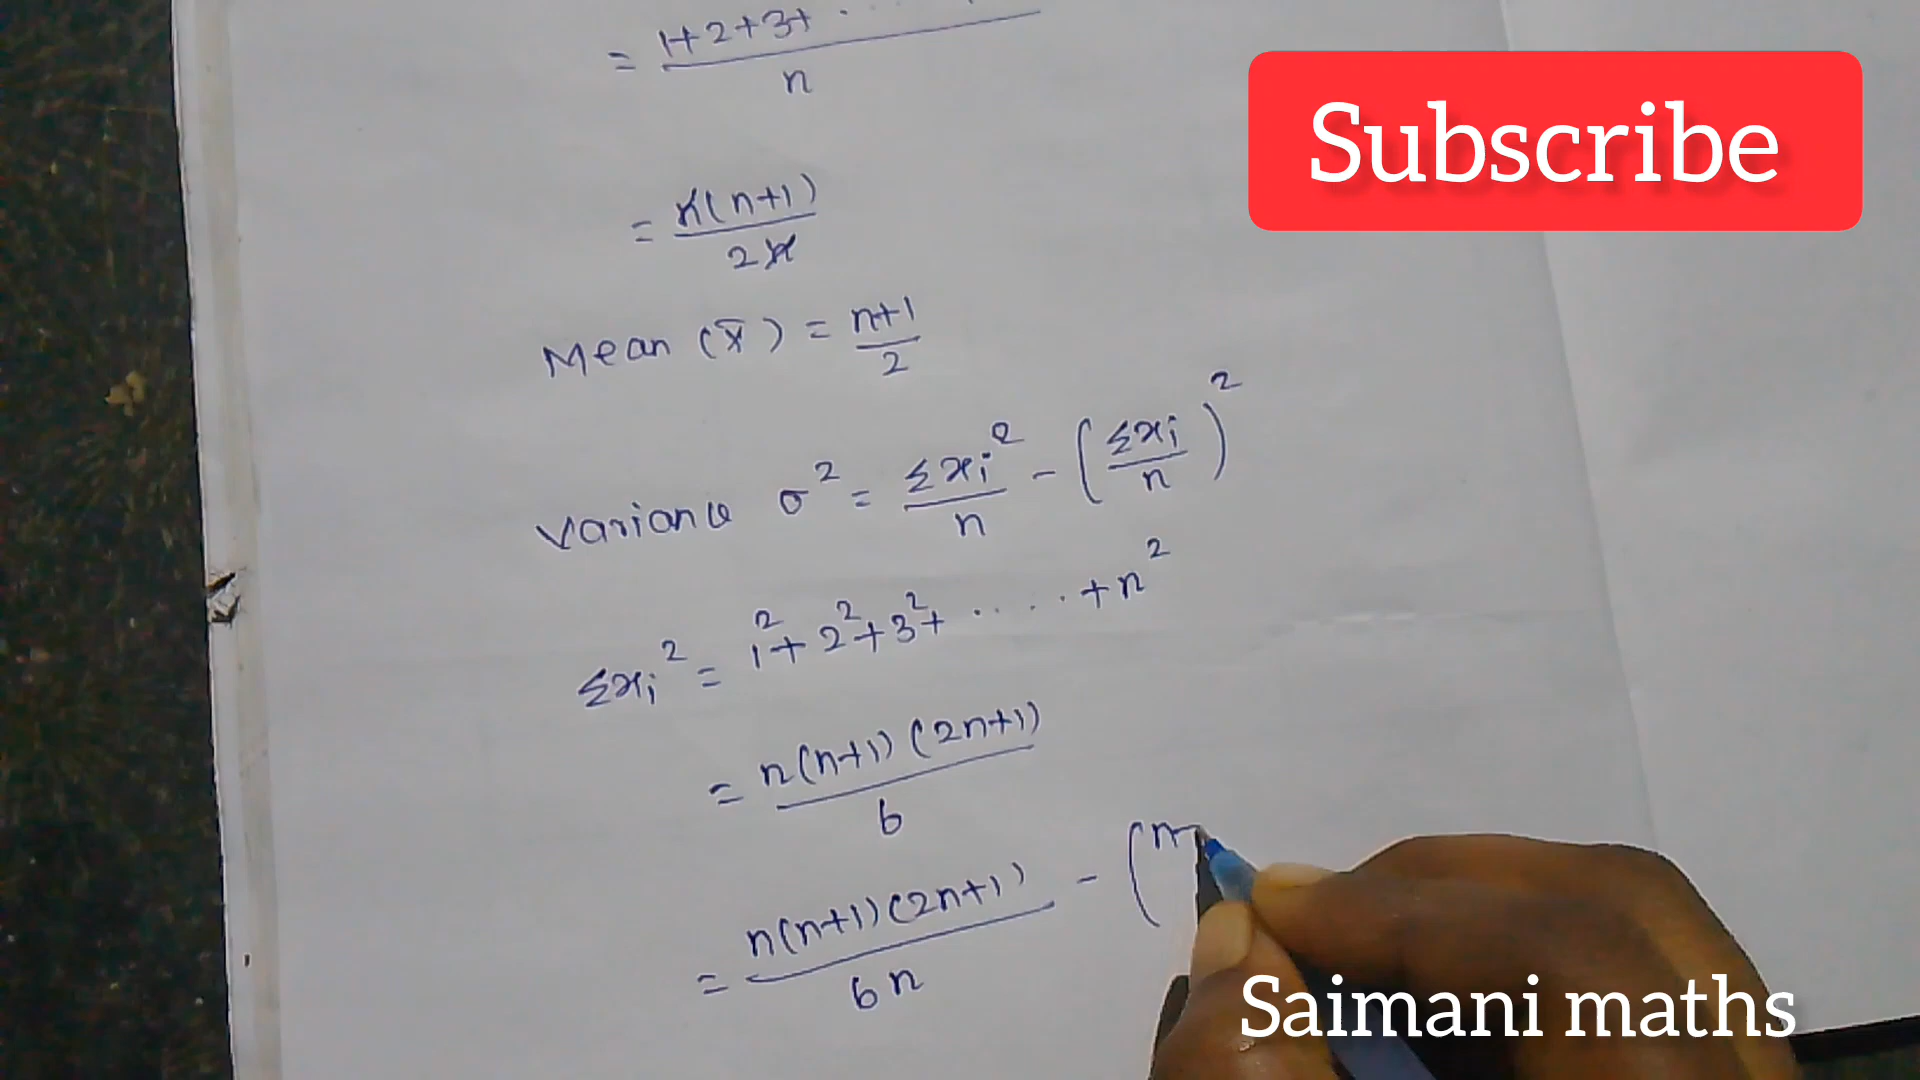 = 1+2+3+ ..... / n
Subscribe
= n(n+1) / 2n
Mean (x̄) = n+1 / 2
Variance σ² = Σxi² / n - (Σxi / n)²
Σxi² = 1²+2²+3²+ ..... +n²
= n(n+1)(2n+1) / 6
= n(n+1)(2n+1) / 6n - (n
Saimani maths